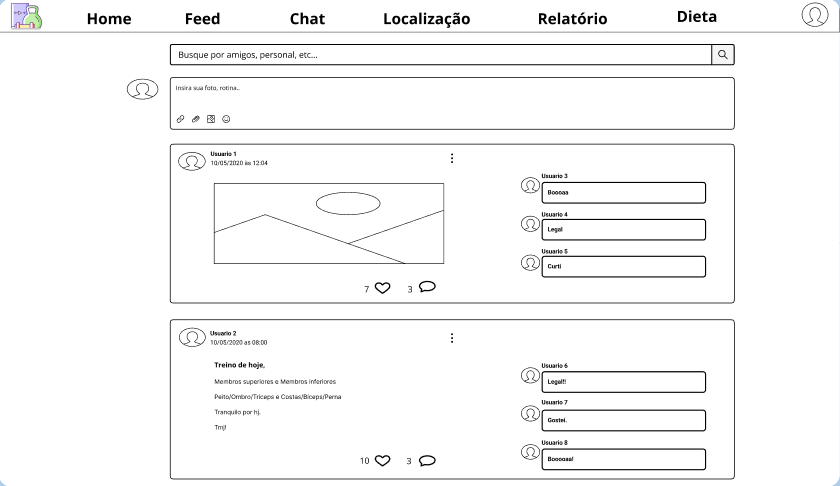 Home Feed Chat Localização Relatório Dieta
Busque por amigos, personal, etc...
Insira sua foto, rotina..
Usuario 1
10/05/2020 às 12:04
Usuario 3
Boooaa
Usuario 4
Legal
Usuario 5
Curti
7 3
Usuario 2
10/05/2020 as 08:00
Treino de hoje,
Membros superiores e Membros inferiores
Peito/Ombro/Triceps e Costas/Biceps/Perna
Tranquilo por hj.
Tmj!
Usuario 6
Legal!!
Usuario 7
Gostei.
Usuario 8
Booooaa!
10 3